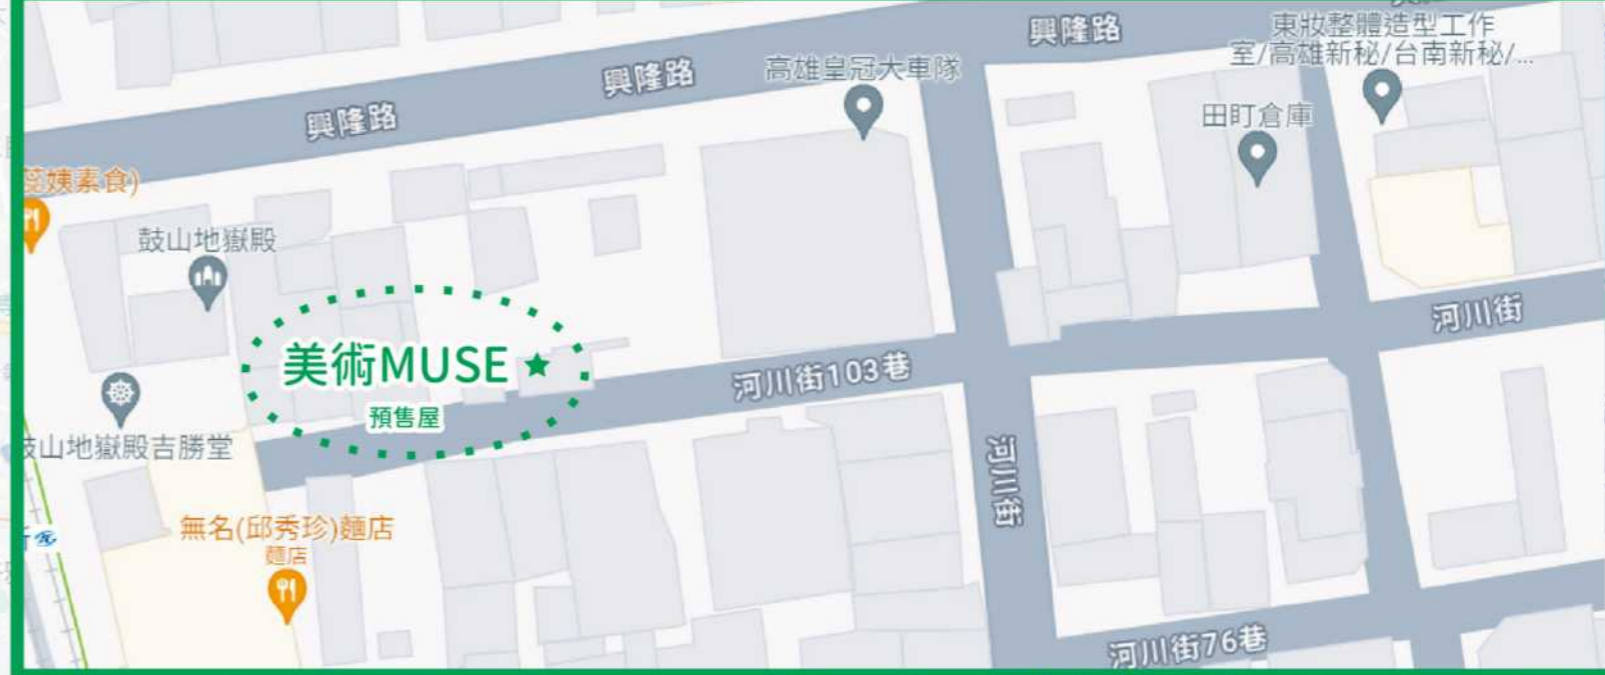 興隆路
東妝整體造型工作
室/高雄新秘/台南新秘/...
興隆路
高雄皇冠大車隊
興隆路
田町倉庫
蕊姨素食)
鼓山地嶽殿
河川街
美術MUSE
預售屋
河川街103巷
鼓山地嶽殿吉勝堂
河川街
無名(邱秀珍)麵店
麵店
河川街76巷